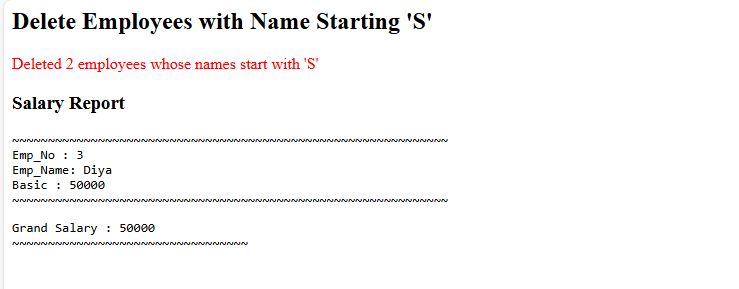 Delete Employees with Name Starting 'S'
Deleted 2 employees whose names start with 'S'
Salary Report
~~~~~~~~~~~~~~~~~~~~~~~~~~~~~~~~~~~~~~~~~~~~~~~~~~~~~~~~~~~~~
Emp_No : 3
Emp_Name: Diya
Basic : 50000
~~~~~~~~~~~~~~~~~~~~~~~~~~~~~~~~~~~~~~~~~~~~~~~~~~~~~~~~~~~~~
Grand Salary : 50000
~~~~~~~~~~~~~~~~~~~~~~~~~~~~~~~~~